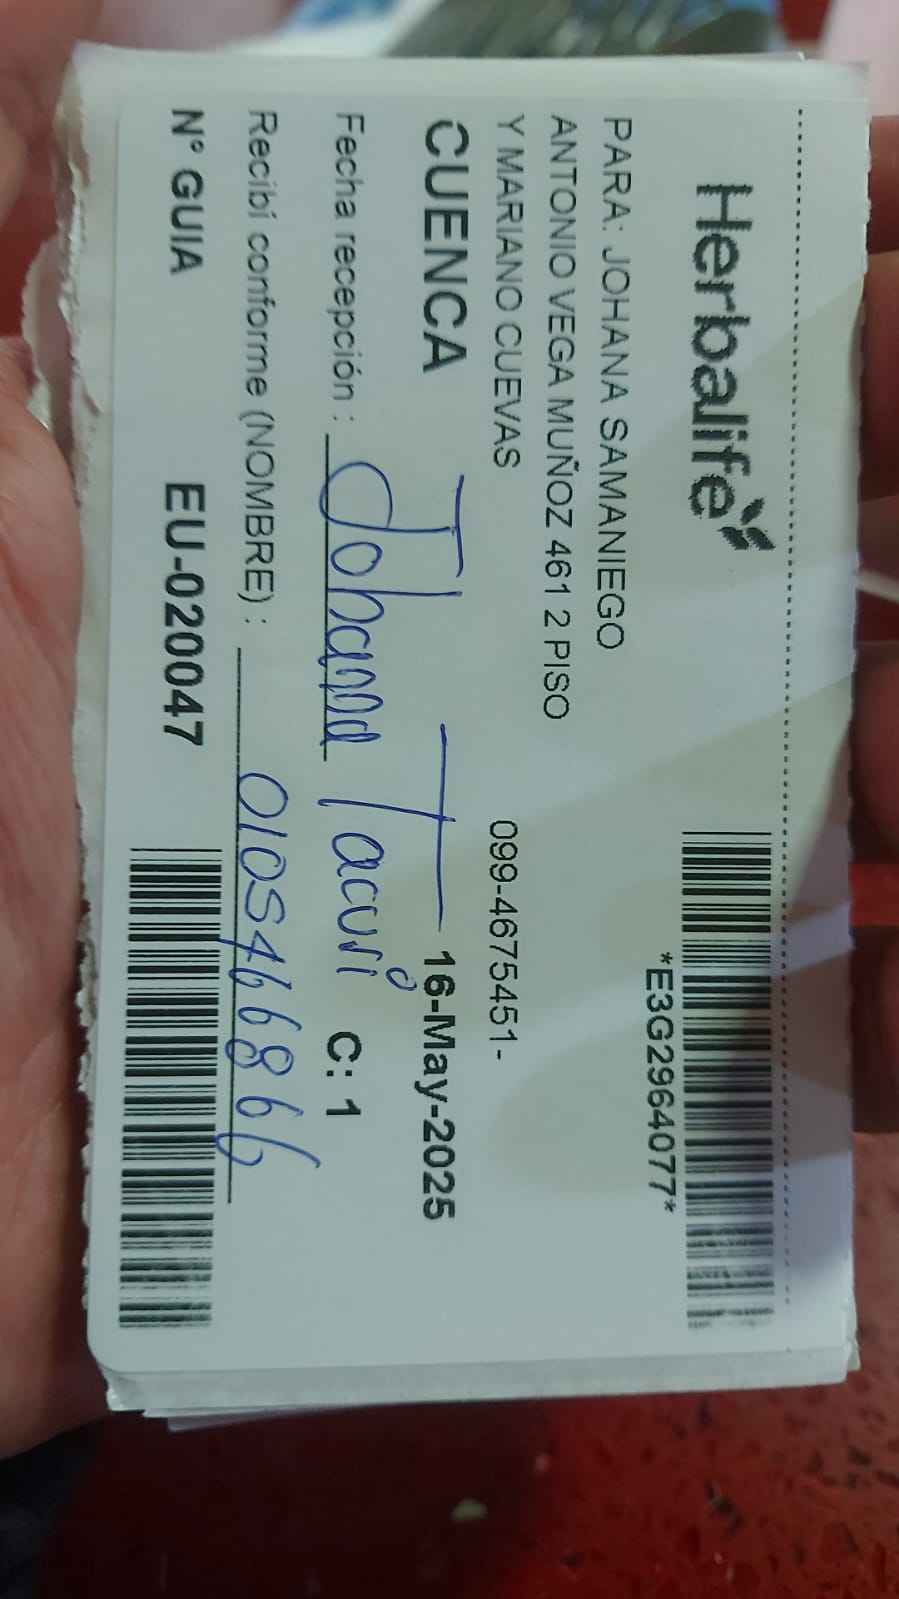 Herbalife
*E3G2964077*
PARA: JOHANA SAMANIEGO
ANTONIO VEGA MUÑOZ 461 2 PISO
Y MARIANO CUEVAS 099-4675451-
CUENCA 16-May-2025
Fecha recepción : Johanna Tacuri C: 1
Recibí conforme (NOMBRE) : 0105466866
N° GUIA EU-020047